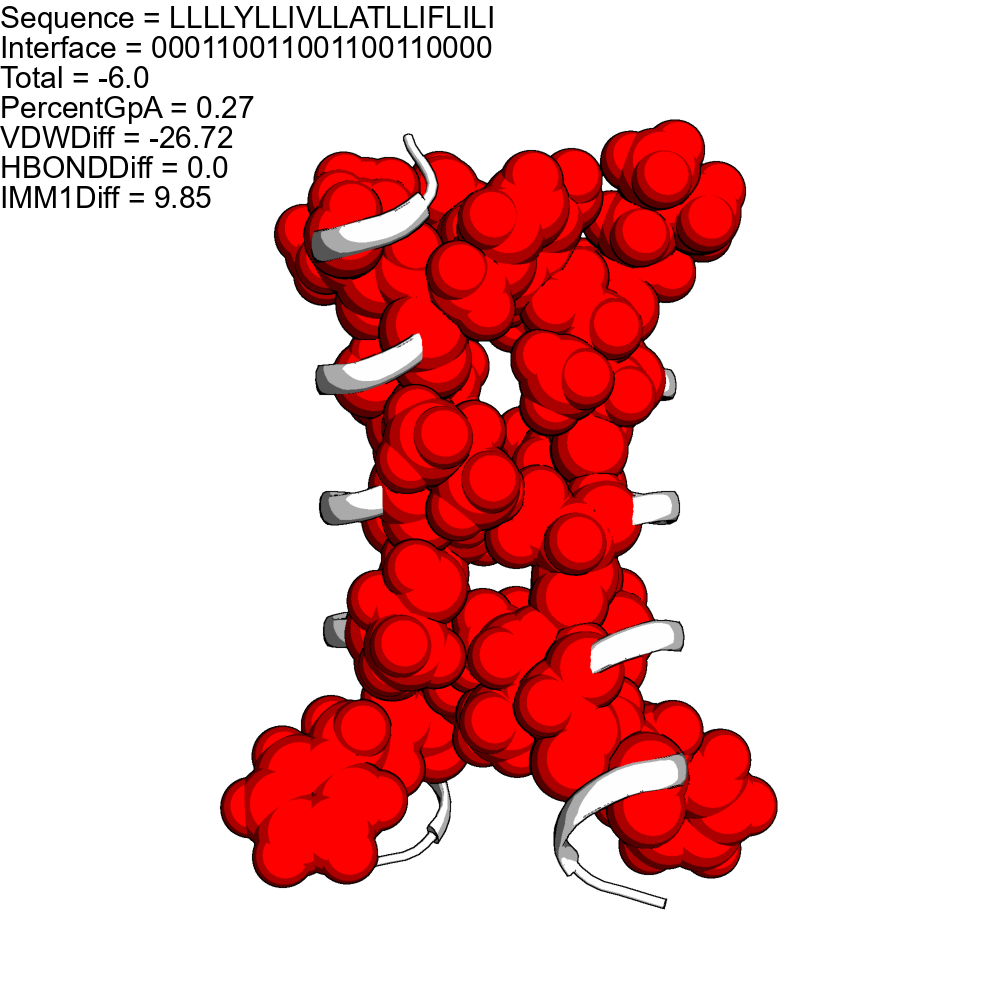 Sequence = LLLLYLLIVLLATLLIFLILI
Interface = 000110011001100110000
Total = -6.0
PercentGpA = 0.27
VDWDiff = -26.72
HBONDDiff = 0.0
IMM1Diff = 9.85